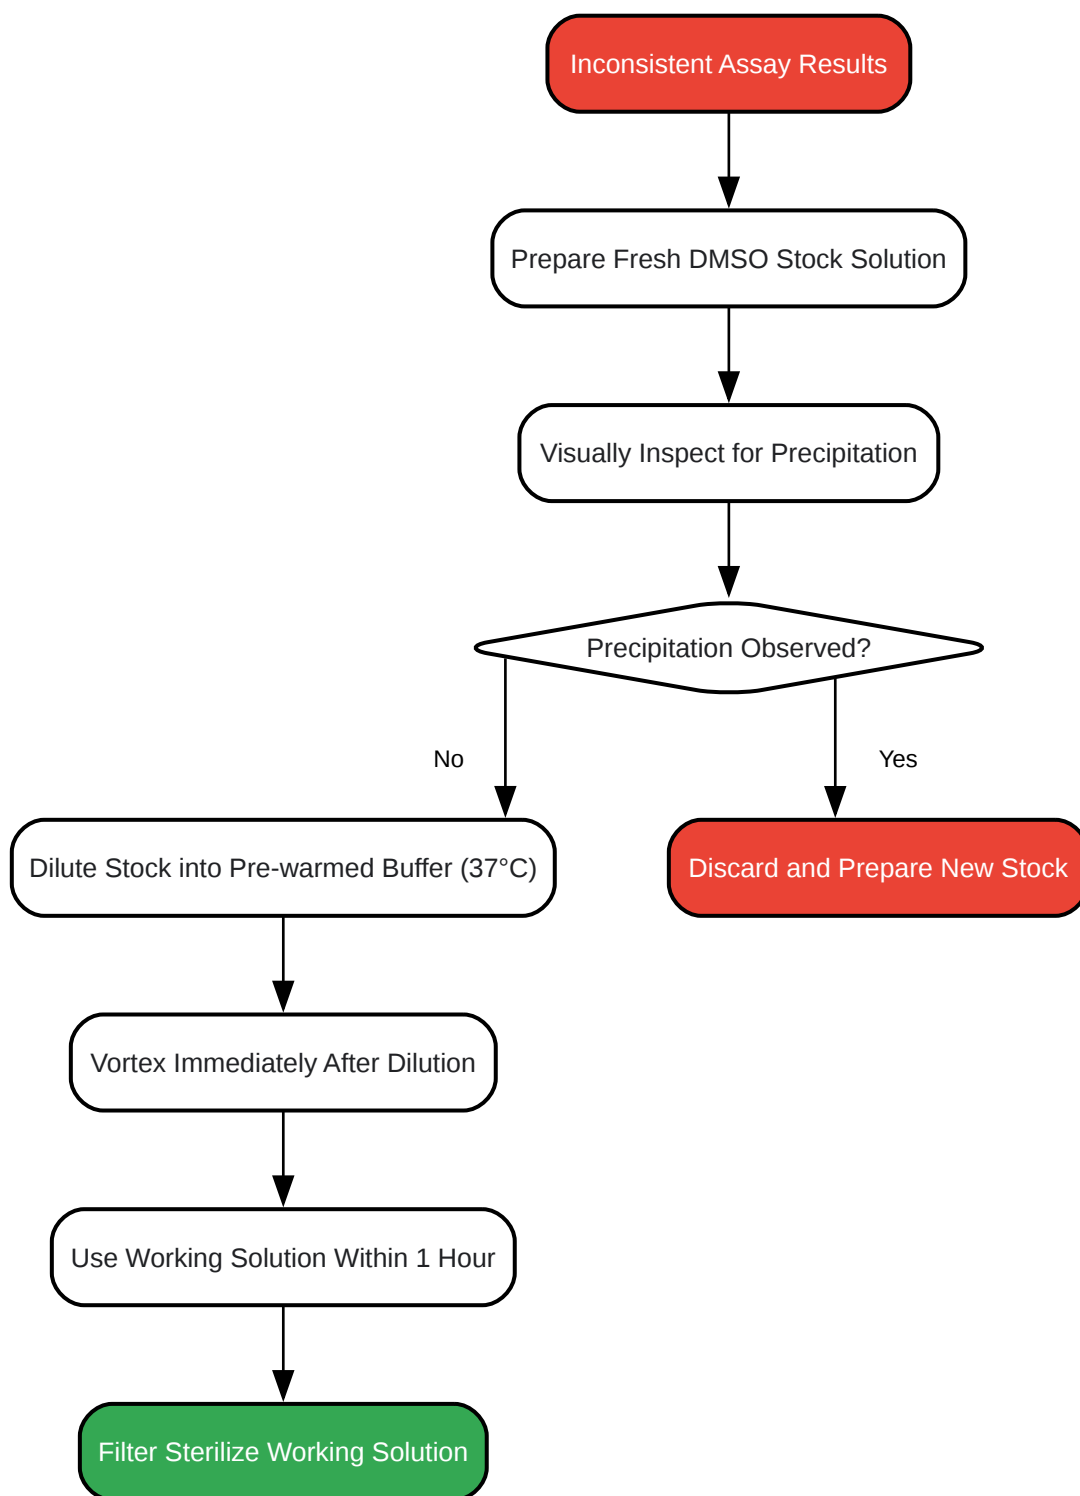 Inconsistent Assay Results
Prepare Fresh DMSO Stock Solution
Visually Inspect for Precipitation
Precipitation Observed?
No
Yes
Dilute Stock into Pre-warmed Buffer (37°C)
Discard and Prepare New Stock
Vortex Immediately After Dilution
Use Working Solution Within 1 Hour
Filter Sterilize Working Solution